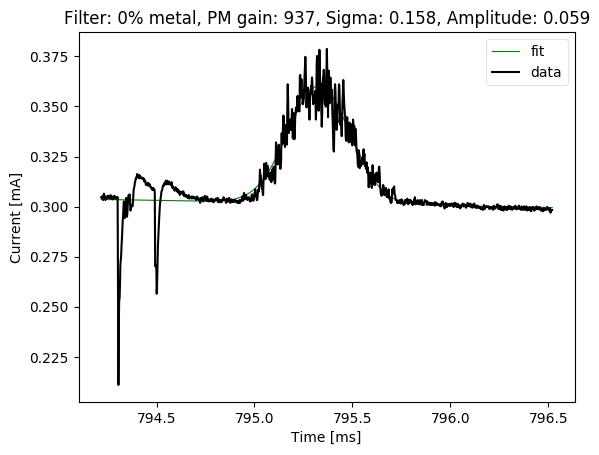 Filter: 0% metal, PM gain: 937, Sigma: 0.158, Amplitude: 0.059
fit
data
0.375
0.350
0.325
0.300
0.275
0.250
0.225
Current [mA]
794.5 795.0 795.5 796.0 796.5
Time [ms]